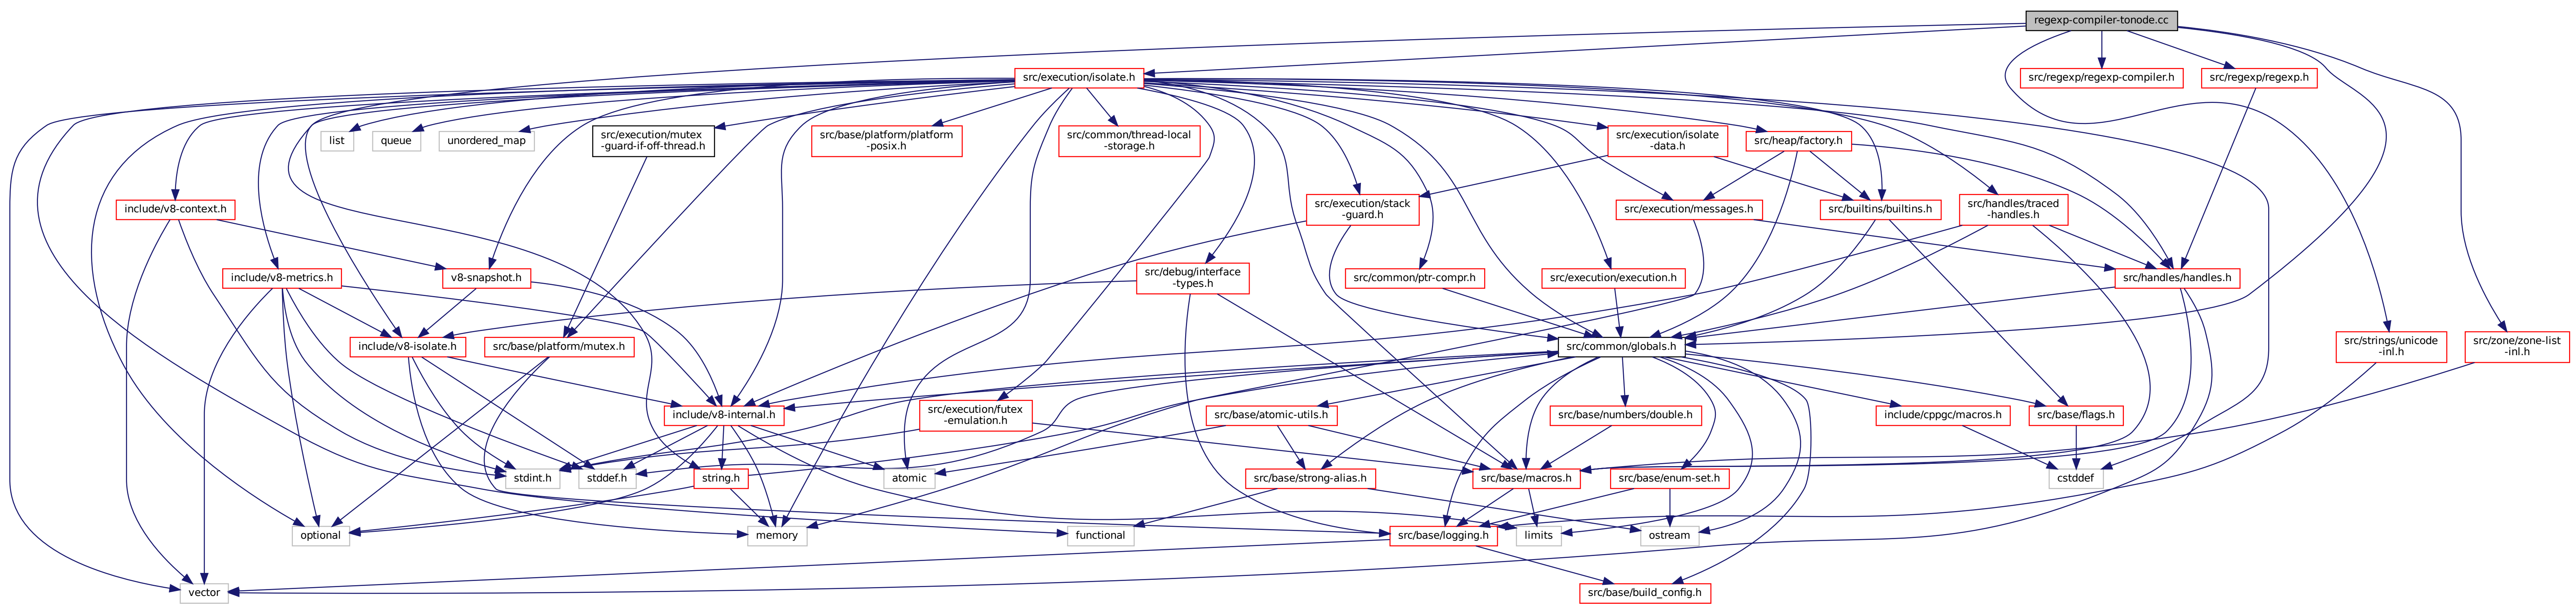 regexp-compiler-tonode.cc
src/execution/isolate.h
src/regexp/regexp-compiler.h
src/regexp/regexp.h
list
queue
unordered_map
src/execution/mutex
-guard-if-off-thread.h
src/base/platform/platform
-posix.h
src/common/thread-local
-storage.h
src/execution/isolate
-data.h
src/heap/factory.h
include/v8-context.h
src/execution/stack
-guard.h
src/execution/messages.h
src/builtins/builtins.h
src/handles/traced
-handles.h
include/v8-metrics.h
v8-snapshot.h
src/debug/interface
-types.h
src/common/ptr-compr.h
src/execution/execution.h
src/handles/handles.h
include/v8-isolate.h
src/base/platform/mutex.h
src/common/globals.h
src/strings/unicode
-inl.h
src/zone/zone-list
-inl.h
include/v8-internal.h
src/execution/futex
-emulation.h
src/base/atomic-utils.h
src/base/numbers/double.h
include/cppgc/macros.h
src/base/flags.h
stdint.h
stddef.h
string.h
atomic
src/base/strong-alias.h
src/base/macros.h
src/base/enum-set.h
cstddef
optional
memory
functional
src/base/logging.h
limits
ostream
vector
src/base/build_config.h